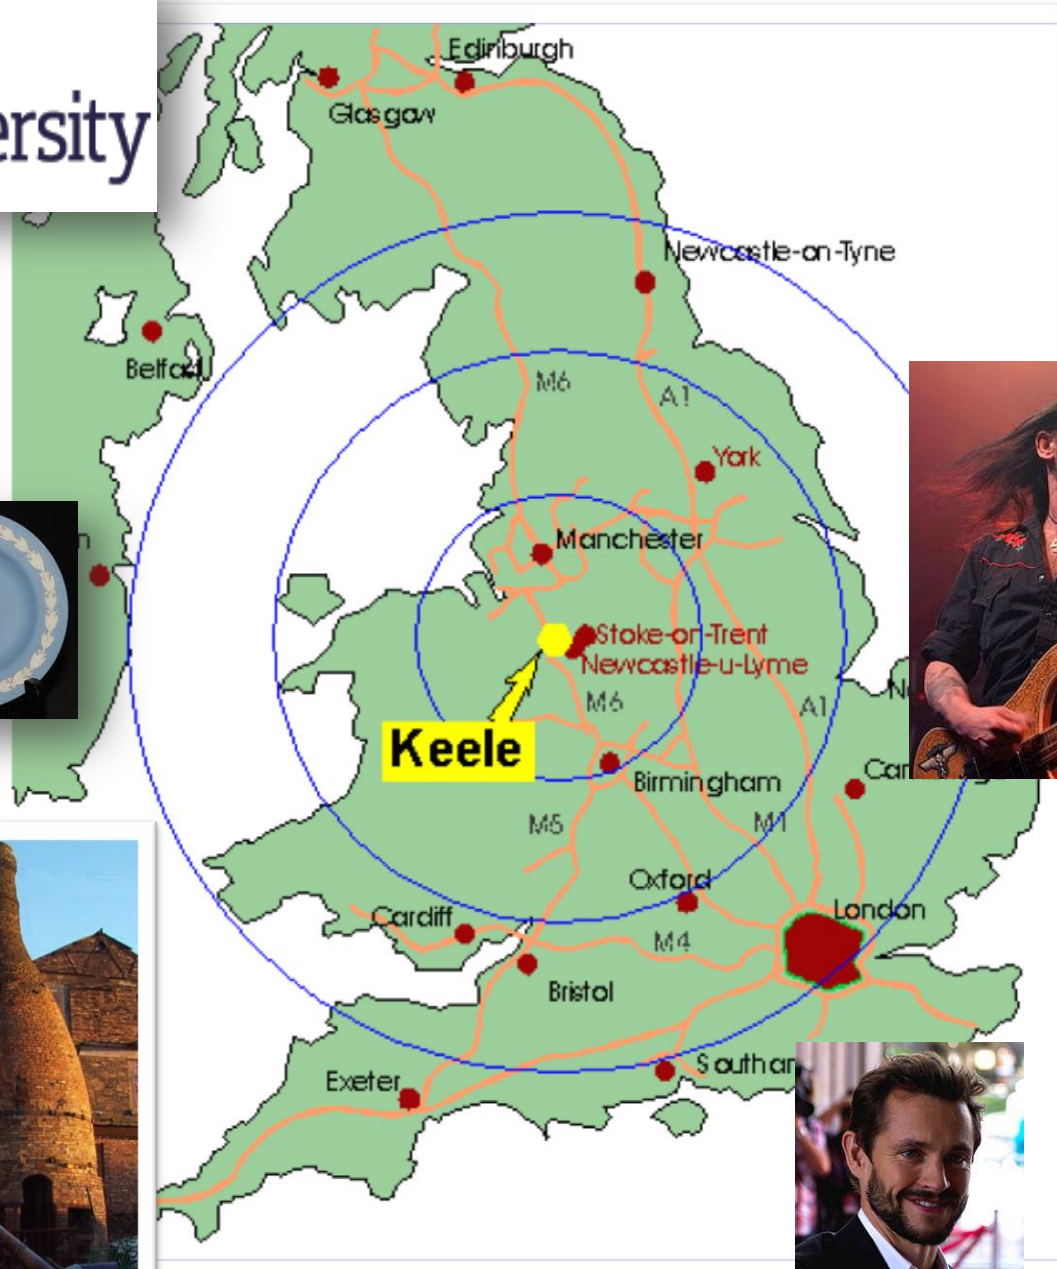 Edinburgh
ersity
Glasgow
Newcastle-on-Tyne
Belfast
M6
A1
York
n
Manchester
Stoke-on-Trent
Newcastle-u-Lyme
M6
A1
Keele
Birmingham
M5
M1
Oxford
Cardiff
London
M4
Bristol
Southam
Exeter